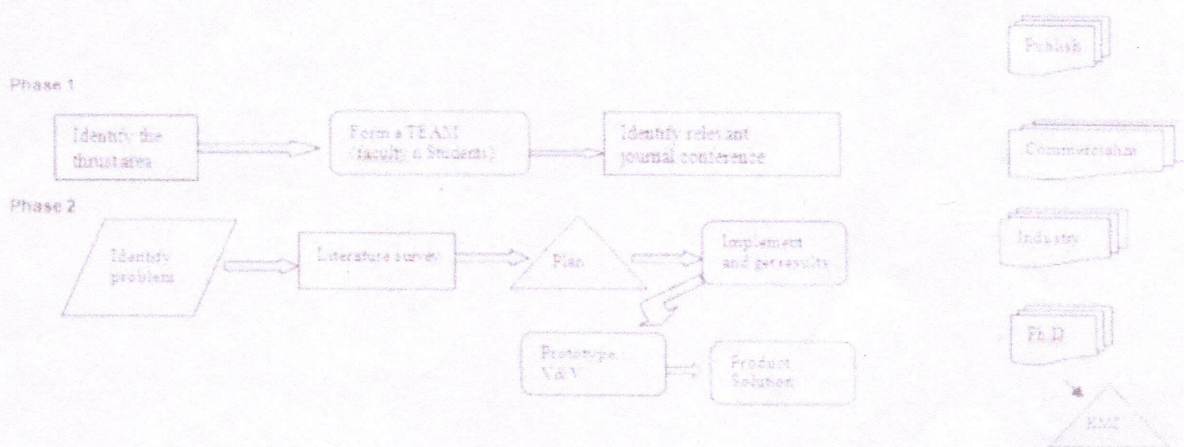 Phase 1
Identify the
thrust area
Form a TEAM
(faculty n Students)
Identify relevant
journal conference
Phase 2
Identify
problem
Literature survey
Plan
Implement
and get results
Prototype,
V&V
Product
Solution
Publish
Commercialize
Industry
Ph.D